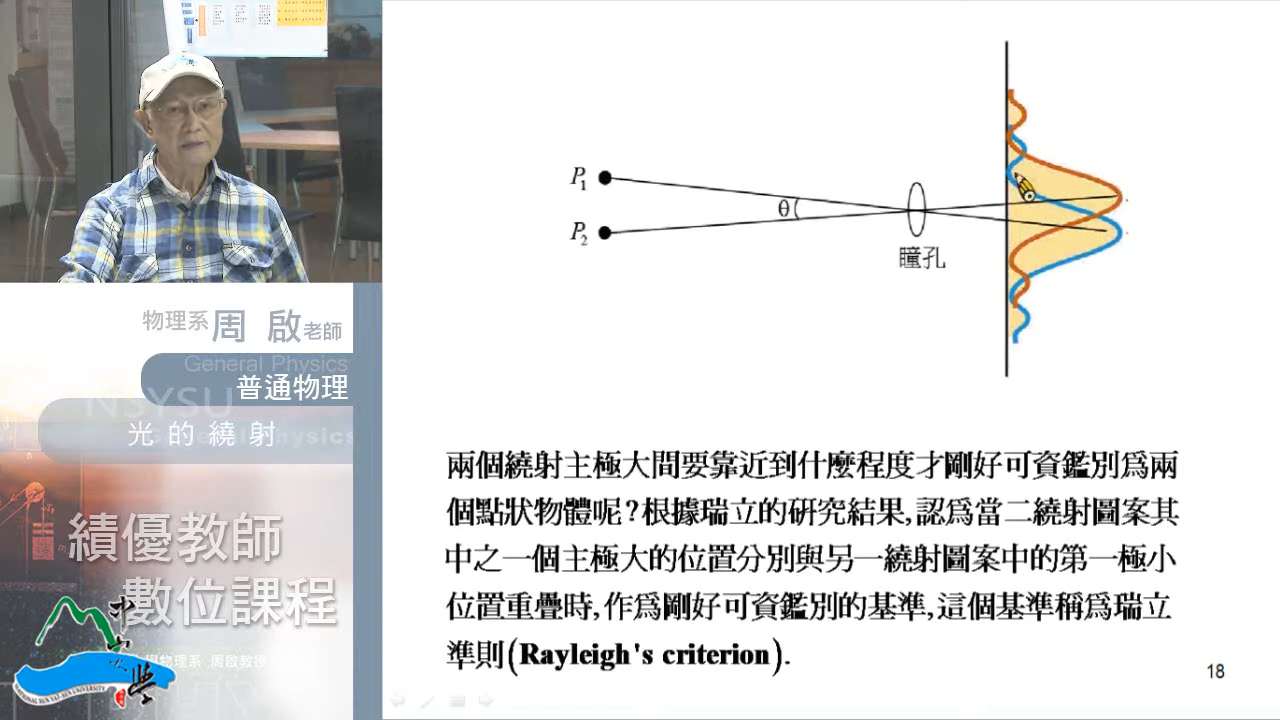 物理系 周 啟 老師
General Physics
普通物理
NSYSU
光的繞射
績優教師
數位課程
P₁
P₂
θ
瞳孔
兩個繞射主極大間要靠近到什麼程度才剛好可資鑑別爲兩
個點狀物體呢?根據瑞立的研究結果,認爲當二繞射圖案其
中之一個主極大的位置分別與另一繞射圖案中的第一極小
位置重疊時,作爲剛好可資鑑別的基準,這個基準稱爲瑞立
準則(Rayleigh's criterion).
18